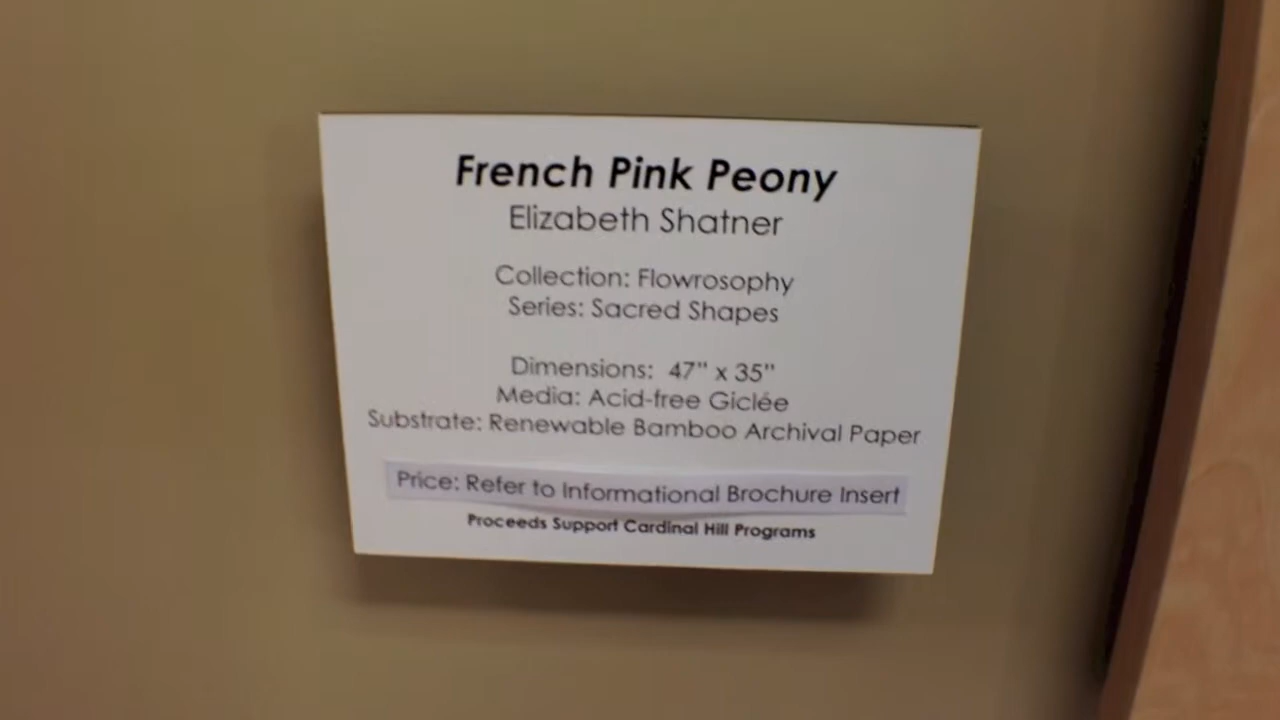 French Pink Peony
Elizabeth Shatner
Collection: Flowrosophy
Series: Sacred Shapes
Dimensions: 47" x 35"
Media: Acid-free Giclée
Substrate: Renewable Bamboo Archival Paper
Price: Refer to Informational Brochure Insert
Proceeds Support Cardinal Hill Programs